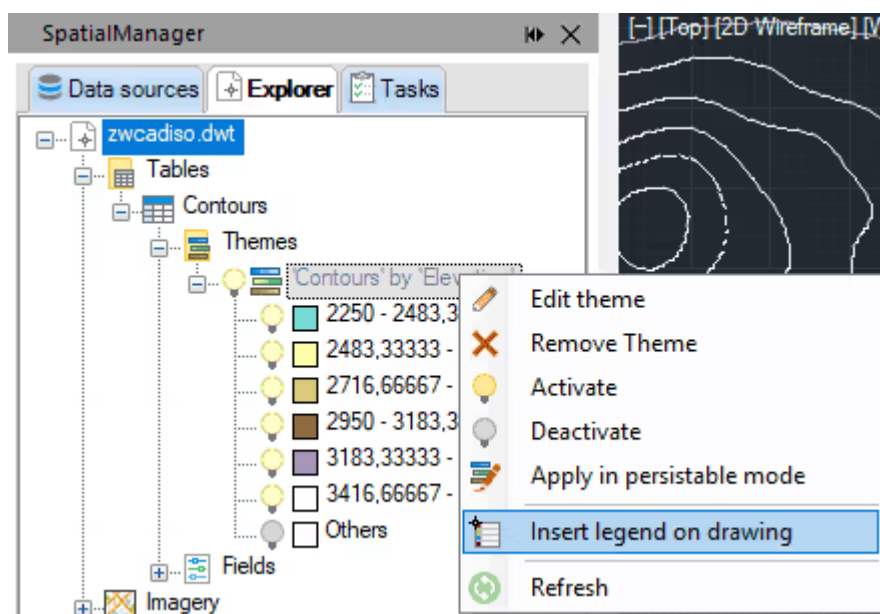 SpatialManager
[−] [Top] [2D Wireframe]
Data sources
Explorer
Tasks
zwcadiso.dwt
Tables
Contours
Themes
'Contours' by
2250 - 2483,3
2483,33333 -
2716,66667 -
2950 - 3183,3
3183,33333 -
3416,66667 -
Others
Fields
Imagery
Edit theme
Remove Theme
Activate
Deactivate
Apply in persistable mode
Insert legend on drawing
Refresh